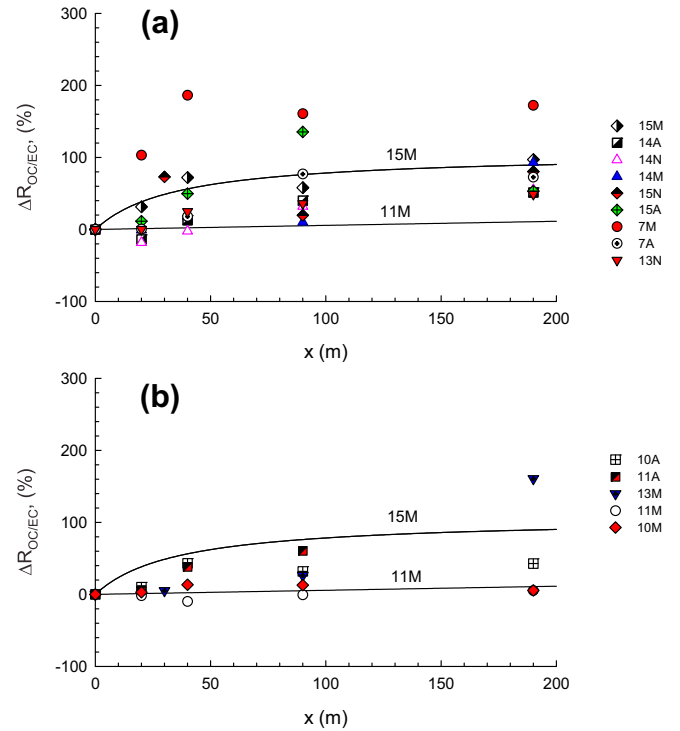 (a)
300
200
100
0
-100
ΔR_OC/EC, (%)
15M
11M
0 50 100 150 200
x (m)
15M
14A
14N
14M
15N
15A
7M
7A
13N
(b)
300
200
100
0
-100
ΔR_OC/EC, (%)
15M
11M
0 50 100 150 200
x (m)
10A
11A
13M
11M
10M